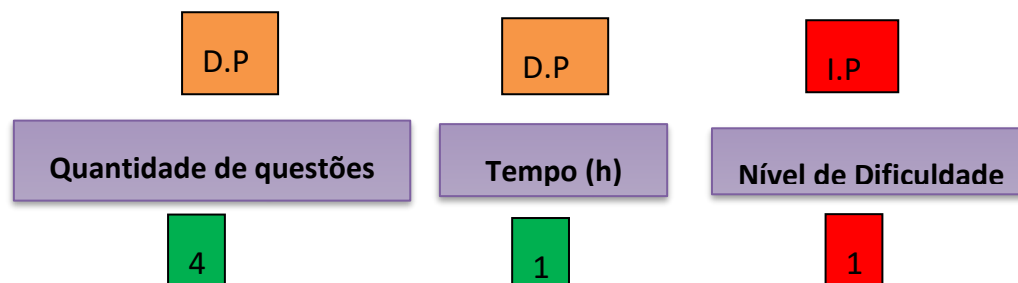 D.P D.P I.P
Quantidade de questões Tempo (h) Nível de Dificuldade
4 1 1